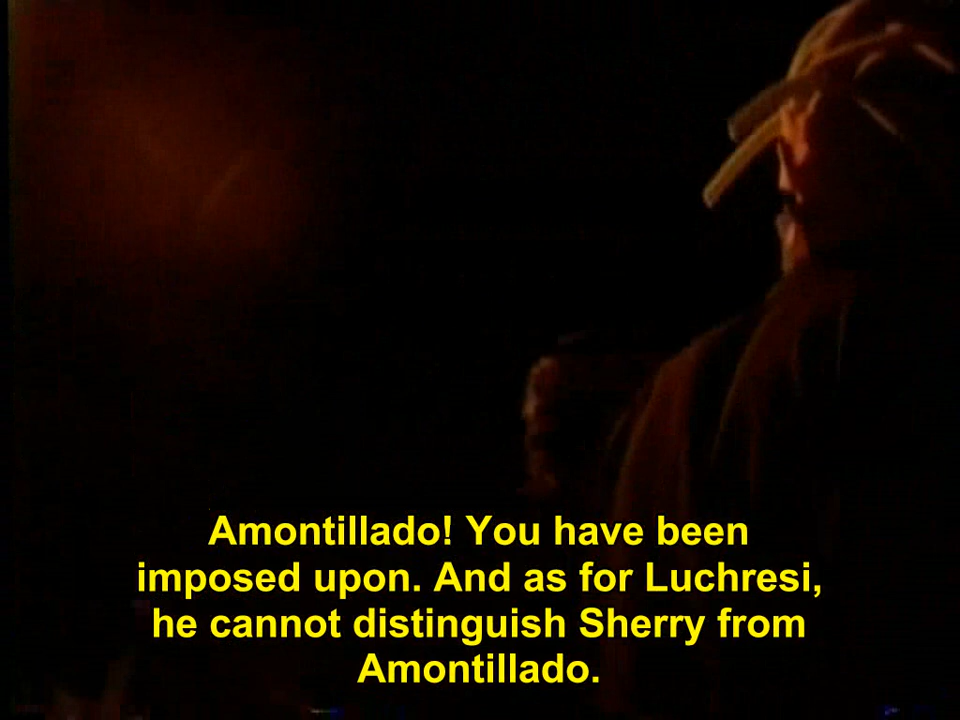 Amontillado! You have been
imposed upon. And as for Luchresi,
he cannot distinguish Sherry from
Amontillado.